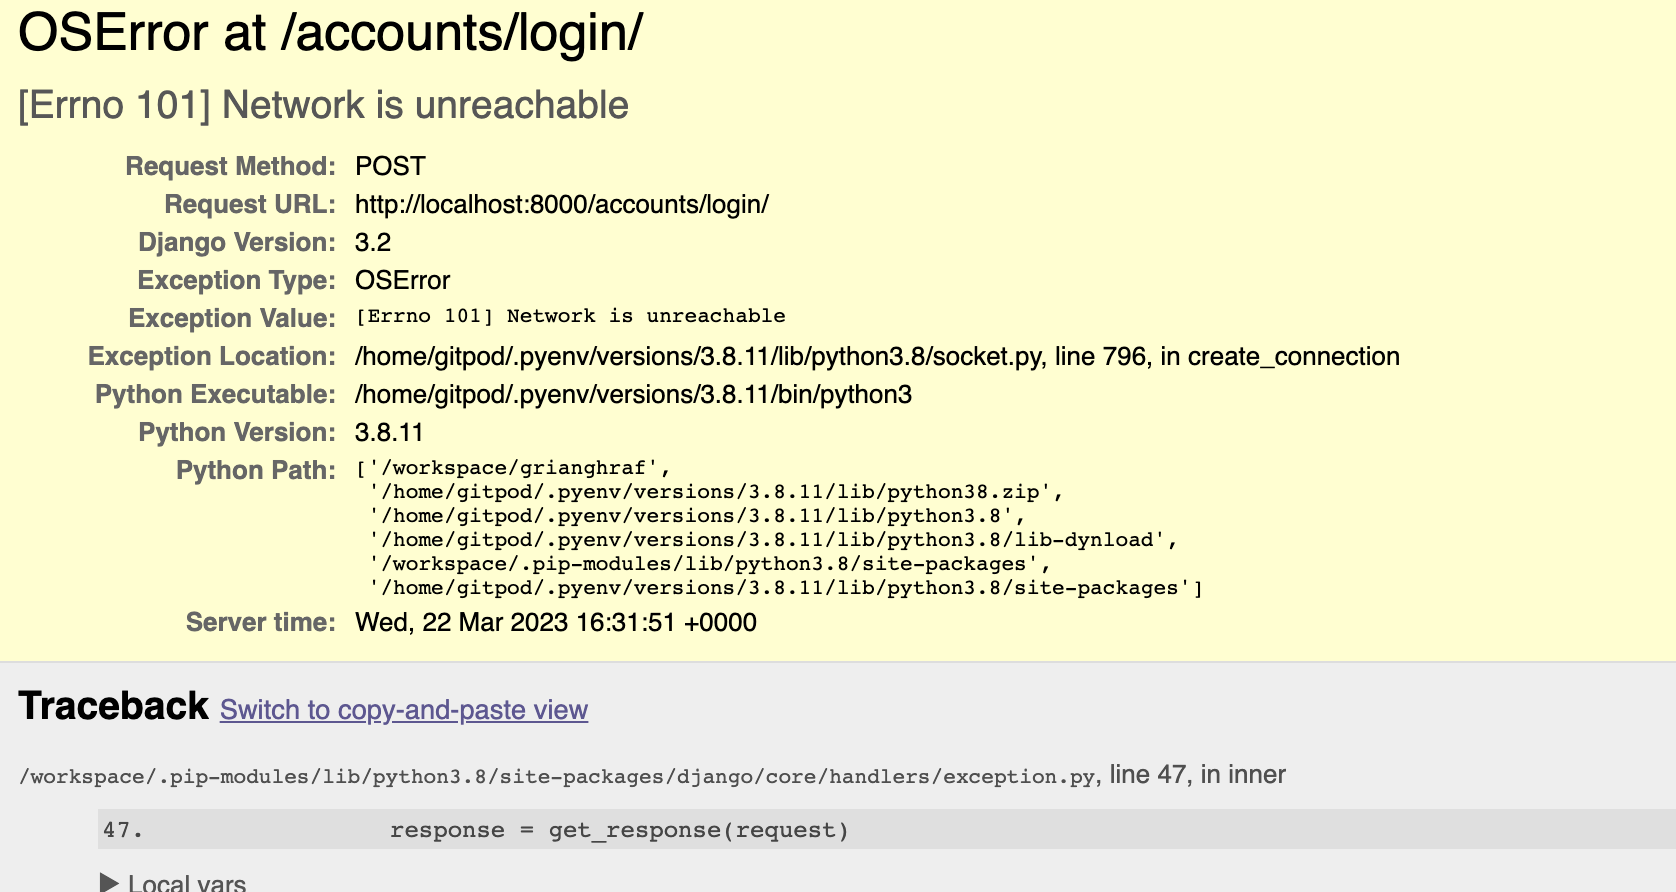 OSError at /accounts/login/
[Errno 101] Network is unreachable
Request Method: POST
Request URL: http://localhost:8000/accounts/login/
Django Version: 3.2
Exception Type: OSError
Exception Value: [Errno 101] Network is unreachable
Exception Location: /home/gitpod/.pyenv/versions/3.8.11/lib/python3.8/socket.py, line 796, in create_connection
Python Executable: /home/gitpod/.pyenv/versions/3.8.11/bin/python3
Python Version: 3.8.11
Python Path: ['/workspace/grianghraf',
'/home/gitpod/.pyenv/versions/3.8.11/lib/python38.zip',
'/home/gitpod/.pyenv/versions/3.8.11/lib/python3.8',
'/home/gitpod/.pyenv/versions/3.8.11/lib/python3.8/lib-dynload',
'/workspace/.pip-modules/lib/python3.8/site-packages',
'/home/gitpod/.pyenv/versions/3.8.11/lib/python3.8/site-packages']
Server time: Wed, 22 Mar 2023 16:31:51 +0000
Traceback Switch to copy-and-paste view
/workspace/.pip-modules/lib/python3.8/site-packages/django/core/handlers/exception.py, line 47, in inner
47. response = get_response(request)
▶ Local vars